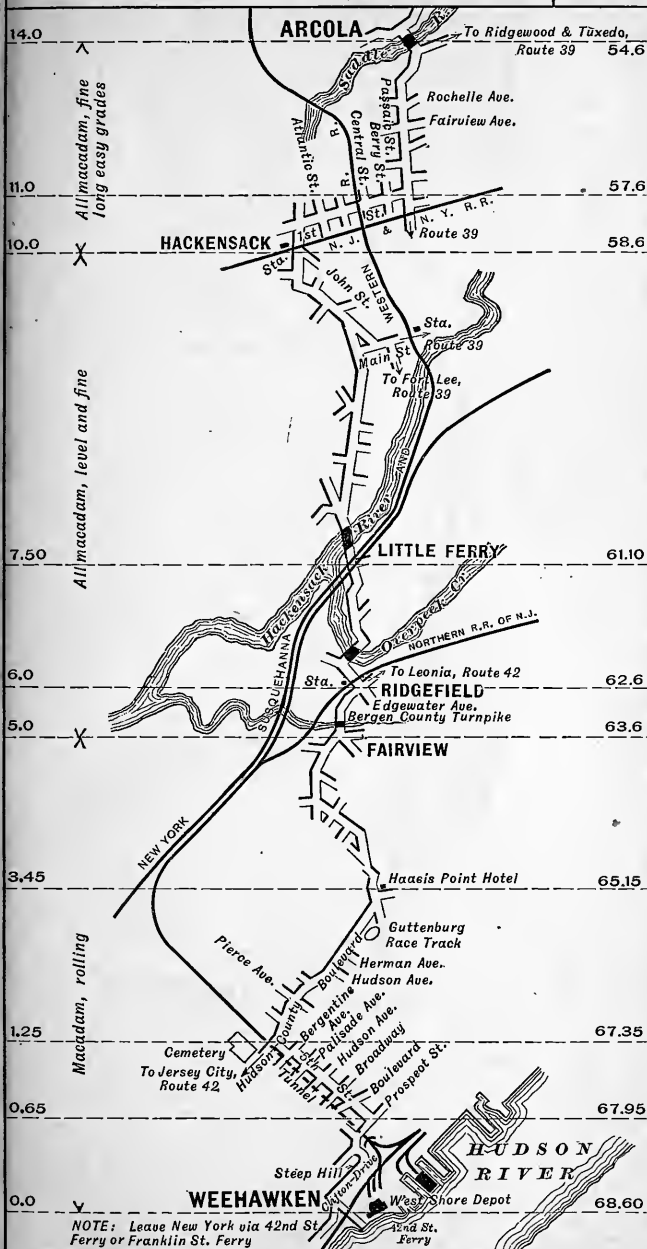 14.0
ARCOLA
Saddle R.
To Ridgewood & Tuxedo,
Route 39
54.6
All macadam, fine
long easy grades
Passaic St.
Berry St.
Central St.
Atlantic St.
Rochelle Ave.
Fairview Ave.
R. R.
11.0
57.6
1st St.
N. J. & N. Y. R. R.
Route 39
HACKENSACK
Sta.
10.0
58.6
John St.
WESTERN
Sta.
Route 39
Main St
To Fort Lee,
Route 39
All macadam, level and fine
AND
Hackensack River
LITTLE FERRY
7.50
61.10
Overpeck Cr.
NORTHERN R.R. OF N.J.
SUSQUEHANNA
To Leonia, Route 42
Sta.
6.0
62.6
RIDGEFIELD
Edgewater Ave.
Bergen County Turnpike
5.0
63.6
FAIRVIEW
NEW YORK
Haasis Point Hotel
3.45
65.15
Guttenburg
Race Track
Pierce Ave.
Hudson County Boulevard
Herman Ave.
Hudson Ave.
Macadam, rolling
Bergentine
Ave.
Palisade Ave.
Hudson Ave.
Broadway
1.25
67.35
Cemetery
To Jersey City,
Route 42
Tunnel
5th St.
Boulevard
Prospect St.
0.65
67.95
HUDSON
RIVER
Steep Hill
Clifton-Drive
WEEHAWKEN
West Shore Depot
0.0
68.60
NOTE: Leave New York via 42nd St.
Ferry or Franklin St. Ferry
42nd St.
Ferry